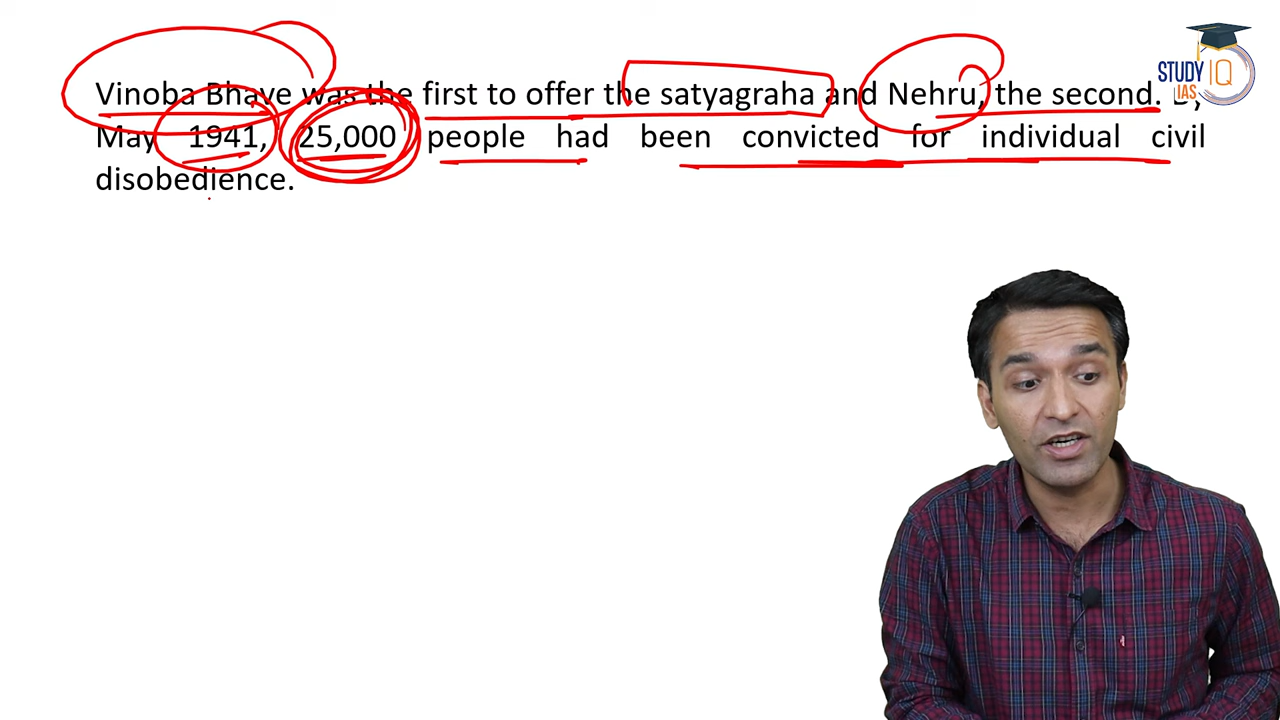 Vinoba Bhave was the first to offer the satyagraha and Nehru, the second.
May 1941, 25,000 people had been convicted for individual civil
disobedience.
STUDY IQ
IAS